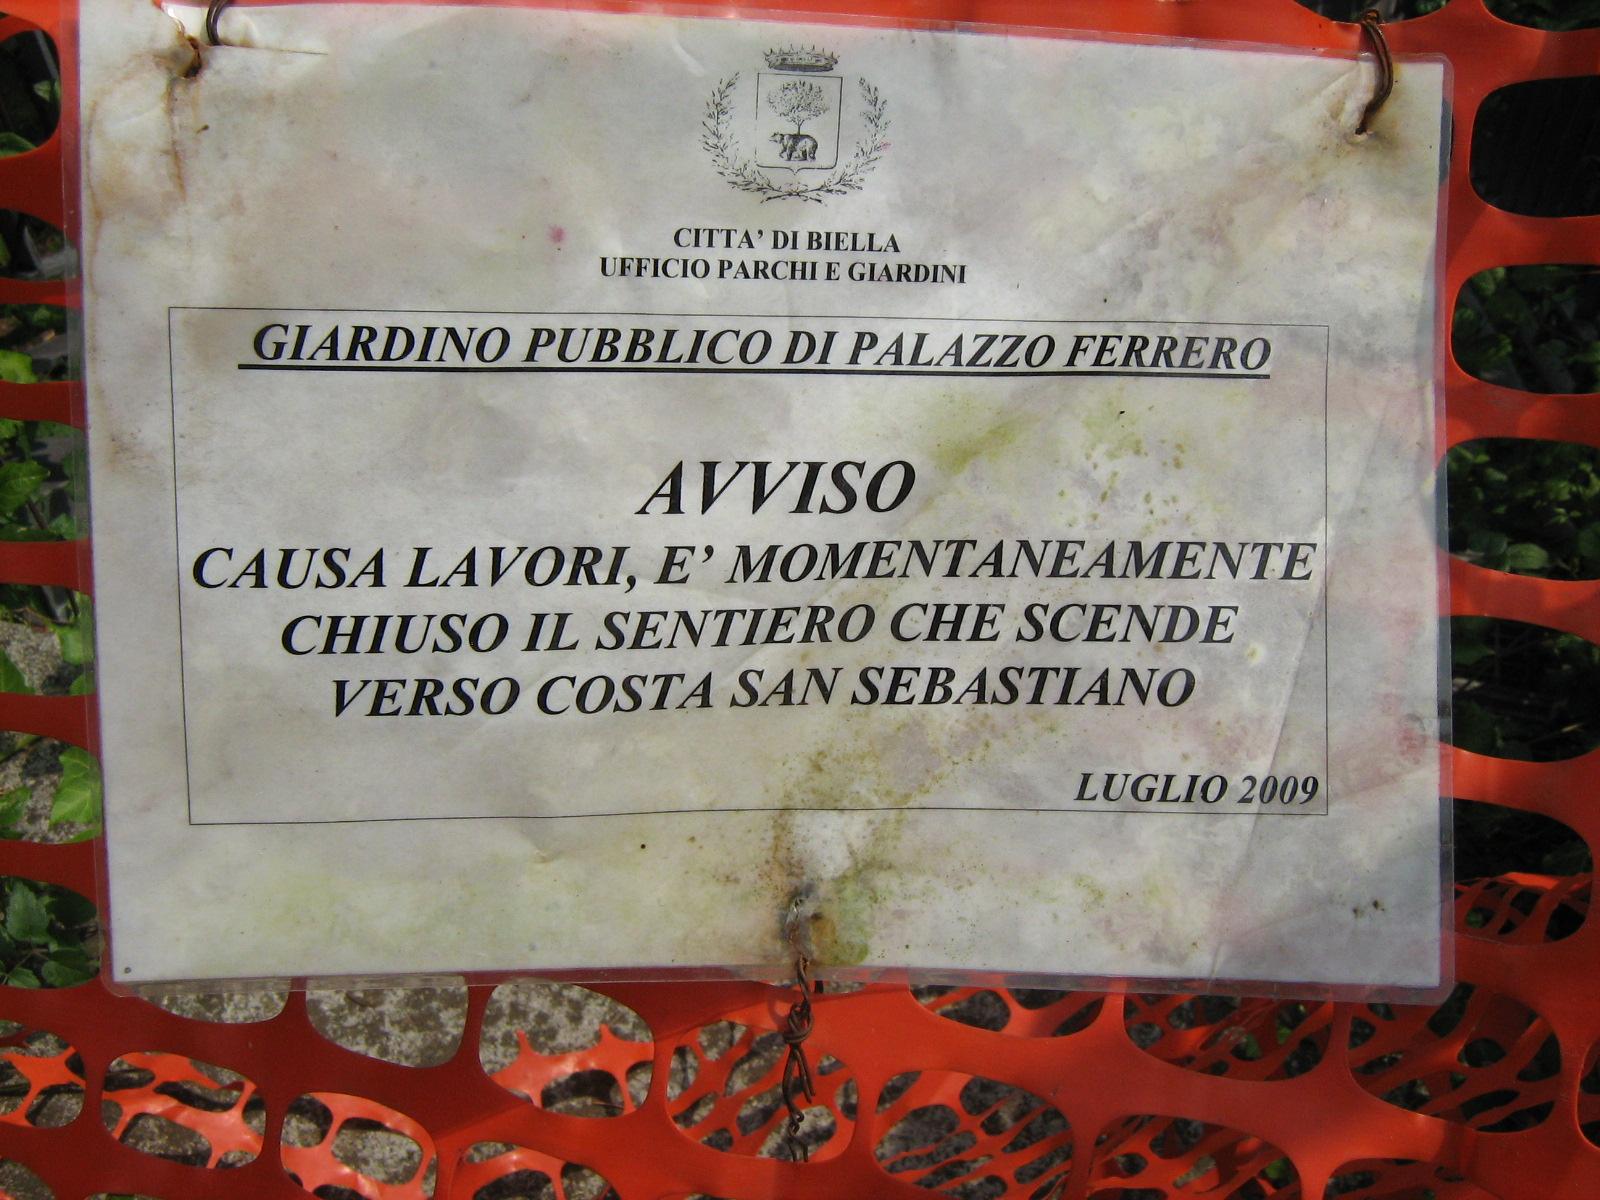 CITTA' DI BIELLA
UFFICIO PARCHI E GIARDINI
GIARDINO PUBBLICO DI PALAZZO FERRERO
AVVISO
CAUSA LAVORI, E' MOMENTANEAMENTE
CHIUSO IL SENTIERO CHE SCENDE
VERSO COSTA SAN SEBASTIANO
LUGLIO 2009